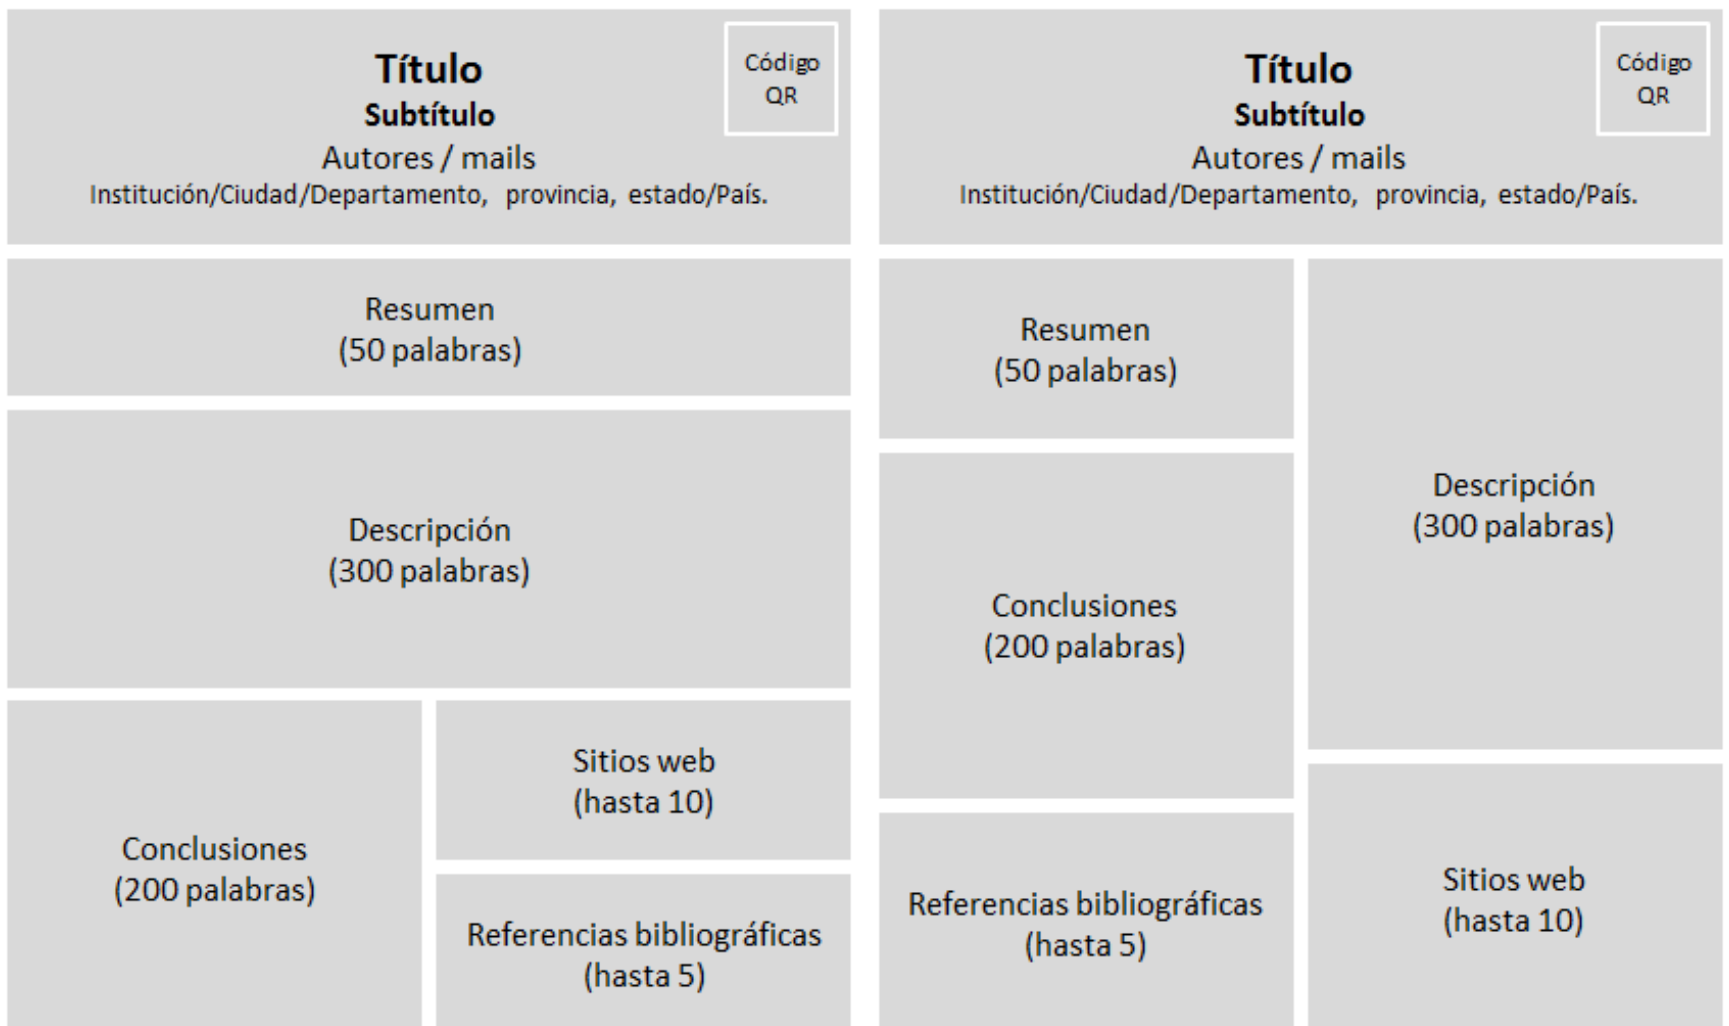 Título
Subtítulo
Autores / mails
Institución/Ciudad/Departamento, provincia, estado/País.
Código
QR
Resumen
(50 palabras)
Descripción
(300 palabras)
Conclusiones
(200 palabras)
Sitios web
(hasta 10)
Referencias bibliográficas
(hasta 5)
Título
Subtítulo
Autores / mails
Institución/Ciudad/Departamento, provincia, estado/País.
Código
QR
Resumen
(50 palabras)
Conclusiones
(200 palabras)
Referencias bibliográficas
(hasta 5)
Descripción
(300 palabras)
Sitios web
(hasta 10)